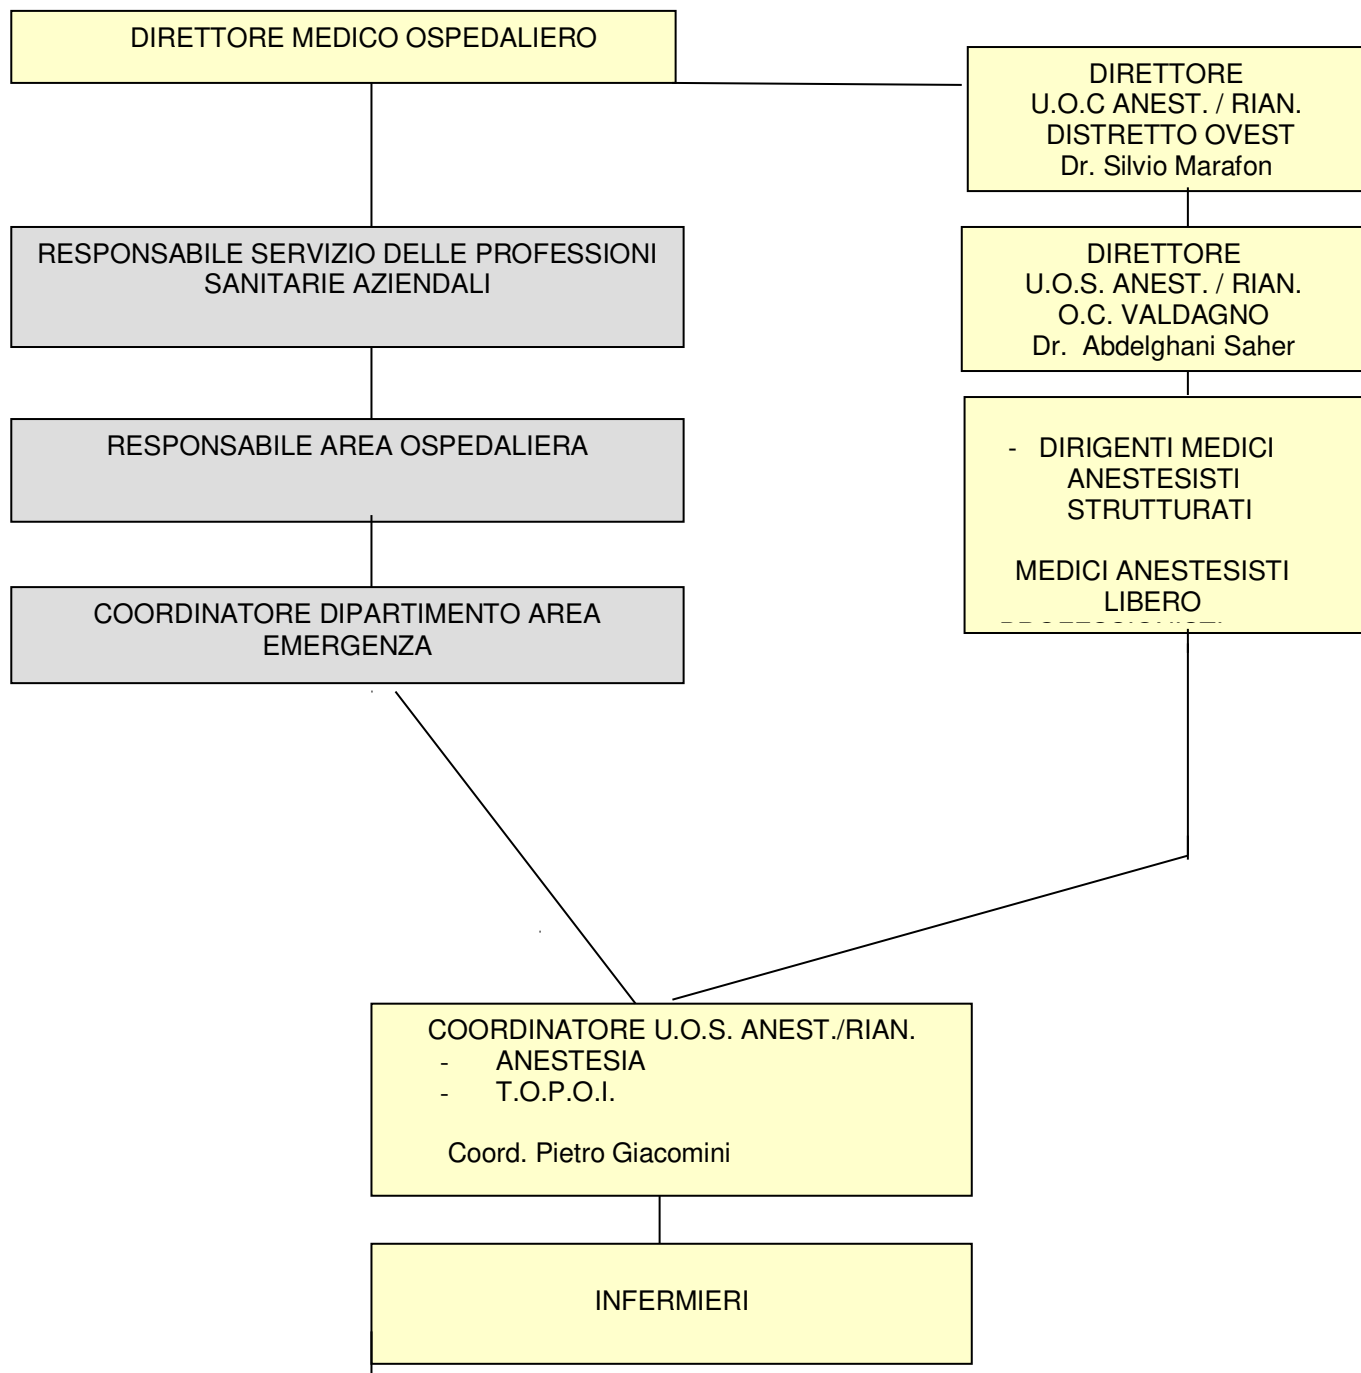 DIRETTORE MEDICO OSPEDALIERO
DIRETTORE
U.O.C ANEST. / RIAN.
DISTRETTO OVEST
Dr. Silvio Marafon
RESPONSABILE SERVIZIO DELLE PROFESSIONI
SANITARIE AZIENDALI
DIRETTORE
U.O.S. ANEST. / RIAN.
O.C. VALDAGNO
Dr. Abdelghani Saher
RESPONSABILE AREA OSPEDALIERA
- DIRIGENTI MEDICI
ANESTESISTI
STRUTTURATI
MEDICI ANESTESISTI
LIBERO
COORDINATORE DIPARTIMENTO AREA
EMERGENZA
COORDINATORE U.O.S. ANEST./RIAN.
- ANESTESIA
- T.O.P.O.I.
Coord. Pietro Giacomini
INFERMIERI